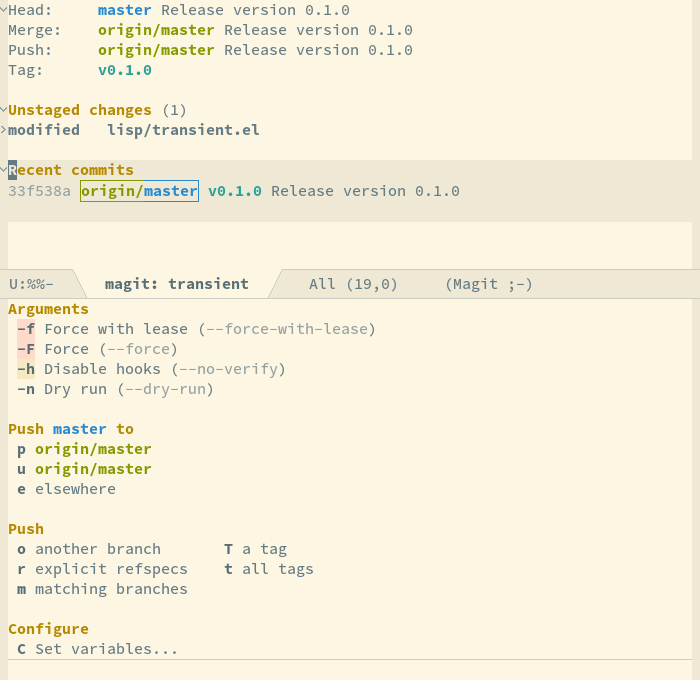 Head:     master Release version 0.1.0
Merge:    origin/master Release version 0.1.0
Push:     origin/master Release version 0.1.0
Tag:      v0.1.0
Unstaged changes (1)
modified   lisp/transient.el
Recent commits
33f538a origin/master v0.1.0 Release version 0.1.0
U:%%-   magit: transient   All (19,0)   (Magit ;-)
Arguments
-f Force with lease (--force-with-lease)
-F Force (--force)
-h Disable hooks (--no-verify)
-n Dry run (--dry-run)
Push master to
p origin/master
u origin/master
e elsewhere
Push
o another branch       T a tag
r explicit refspecs    t all tags
m matching branches
Configure
C Set variables...